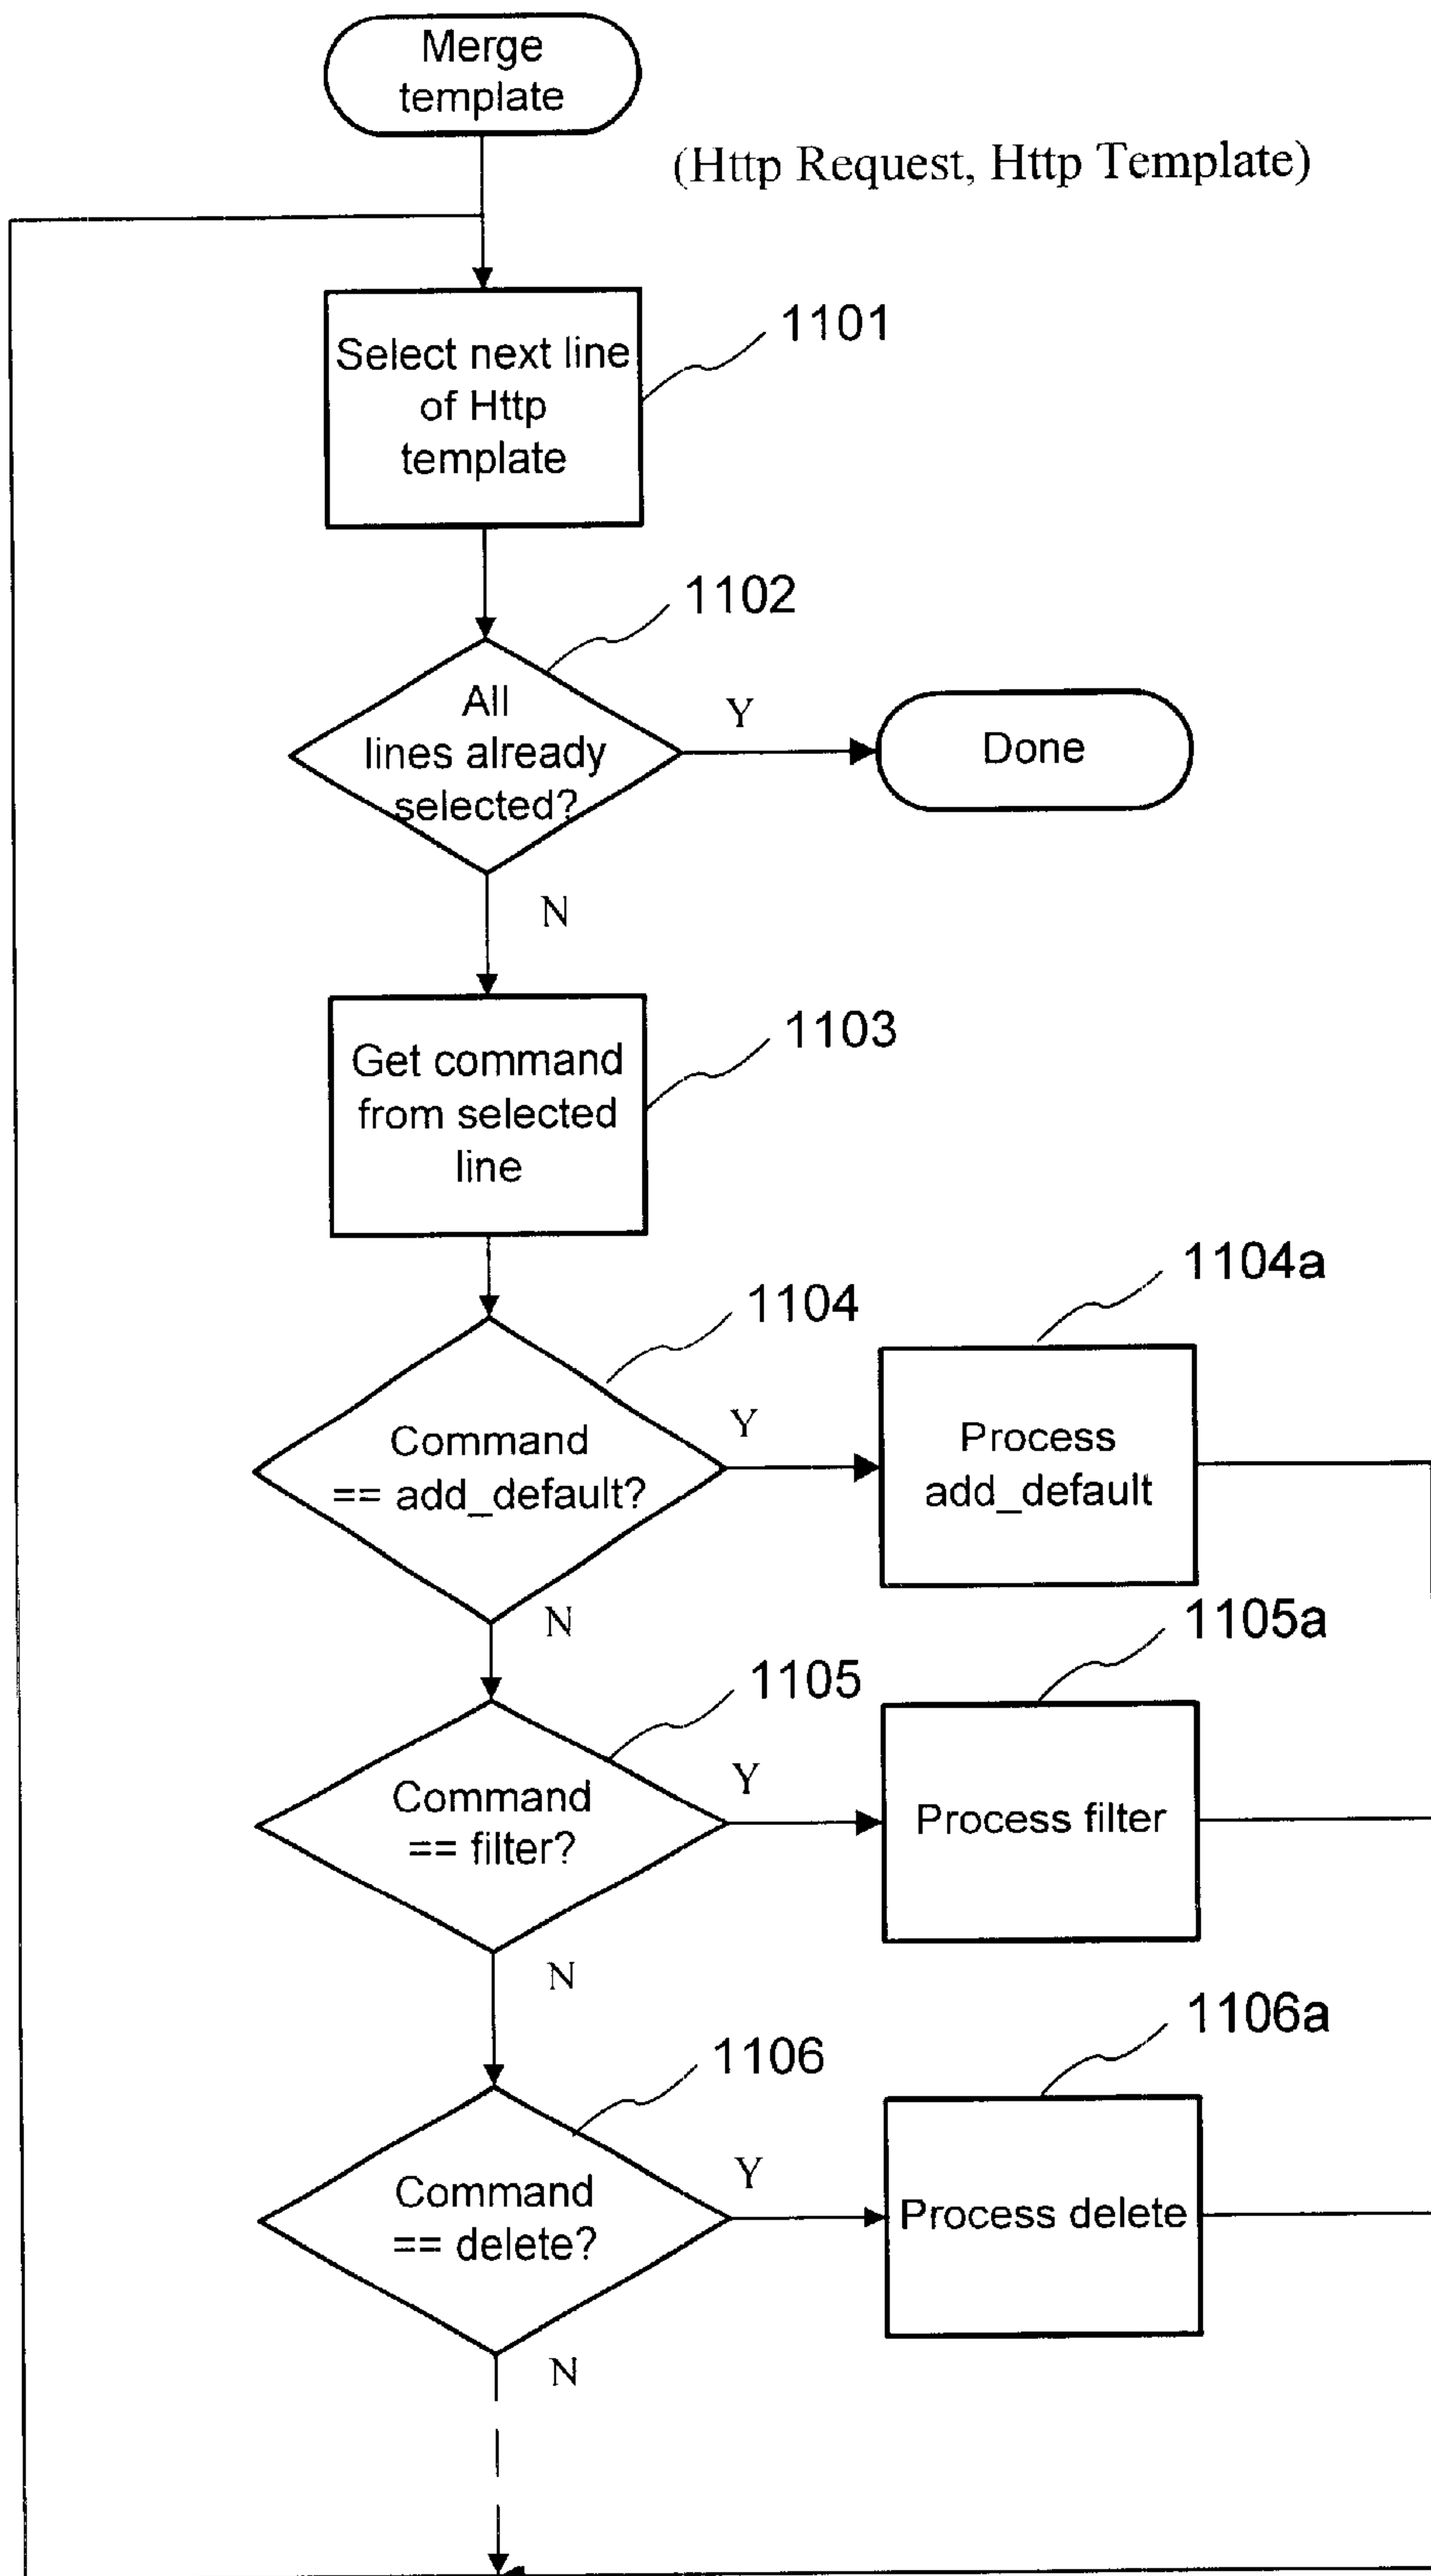 Merge
template
(Http Request, Http Template)
1101
Select next line
of Http
template
1102
All
lines already
selected?
Y
Done
N
1103
Get command
from selected
line
1104
1104a
Command
== add_default?
Y
Process
add_default
N
1105
1105a
Command
== filter?
Y
Process filter
N
1106
1106a
Command
== delete?
Y
Process delete
N